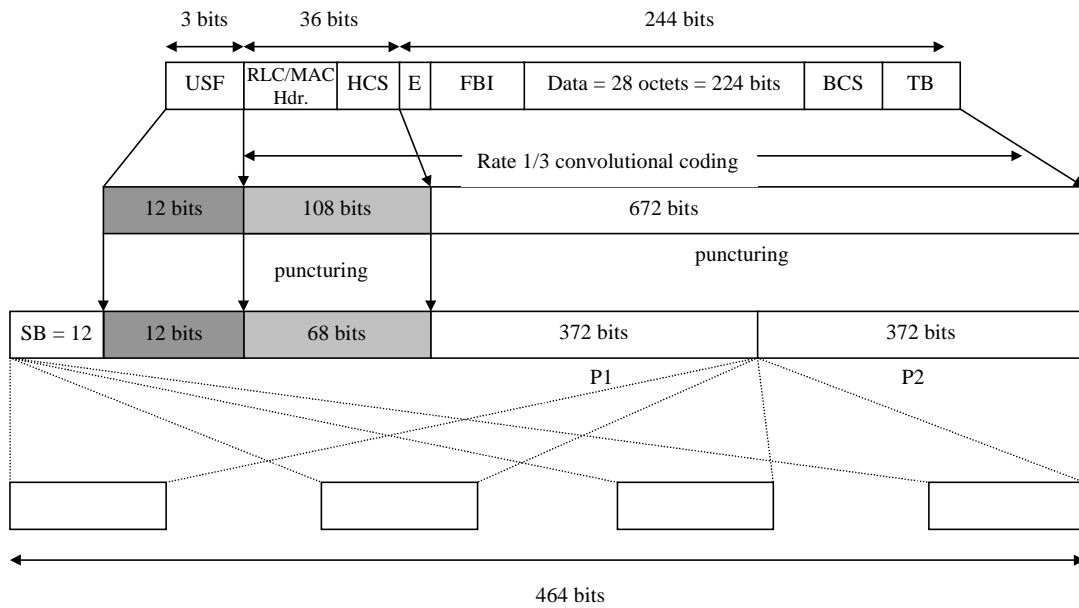 3 bits 36 bits 244 bits
USF RLC/MAC Hdr. HCS E FBI Data = 28 octets = 224 bits BCS TB
Rate 1/3 convolutional coding
12 bits 108 bits 672 bits
puncturing puncturing
SB = 12 12 bits 68 bits 372 bits 372 bits
P1 P2
464 bits